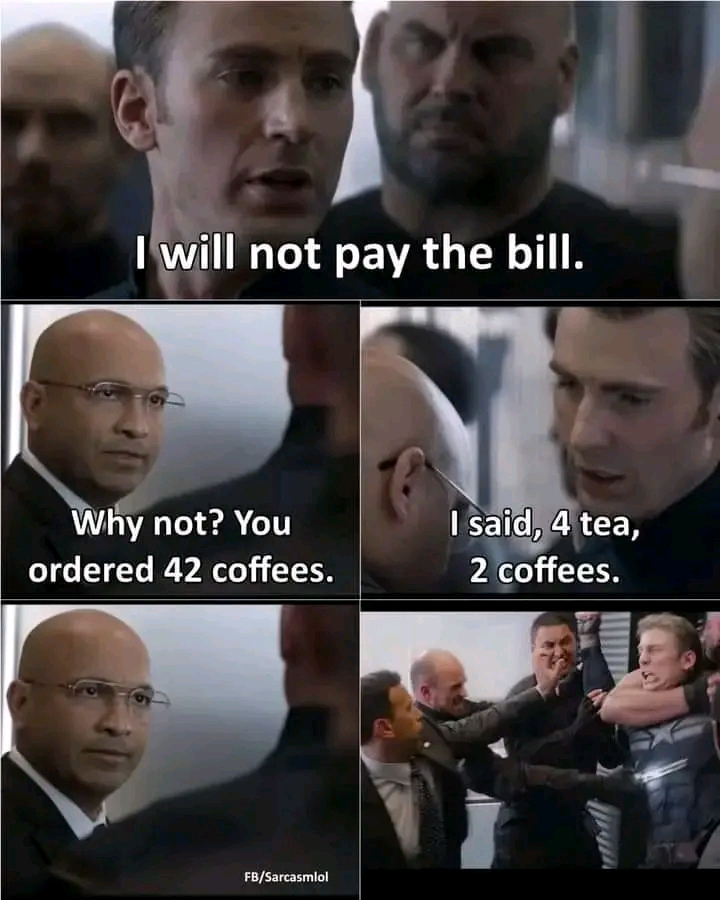 I will not pay the bill.
Why not? You
ordered 42 coffees.
I said, 4 tea,
2 coffees.
FB/Sarcasmlol